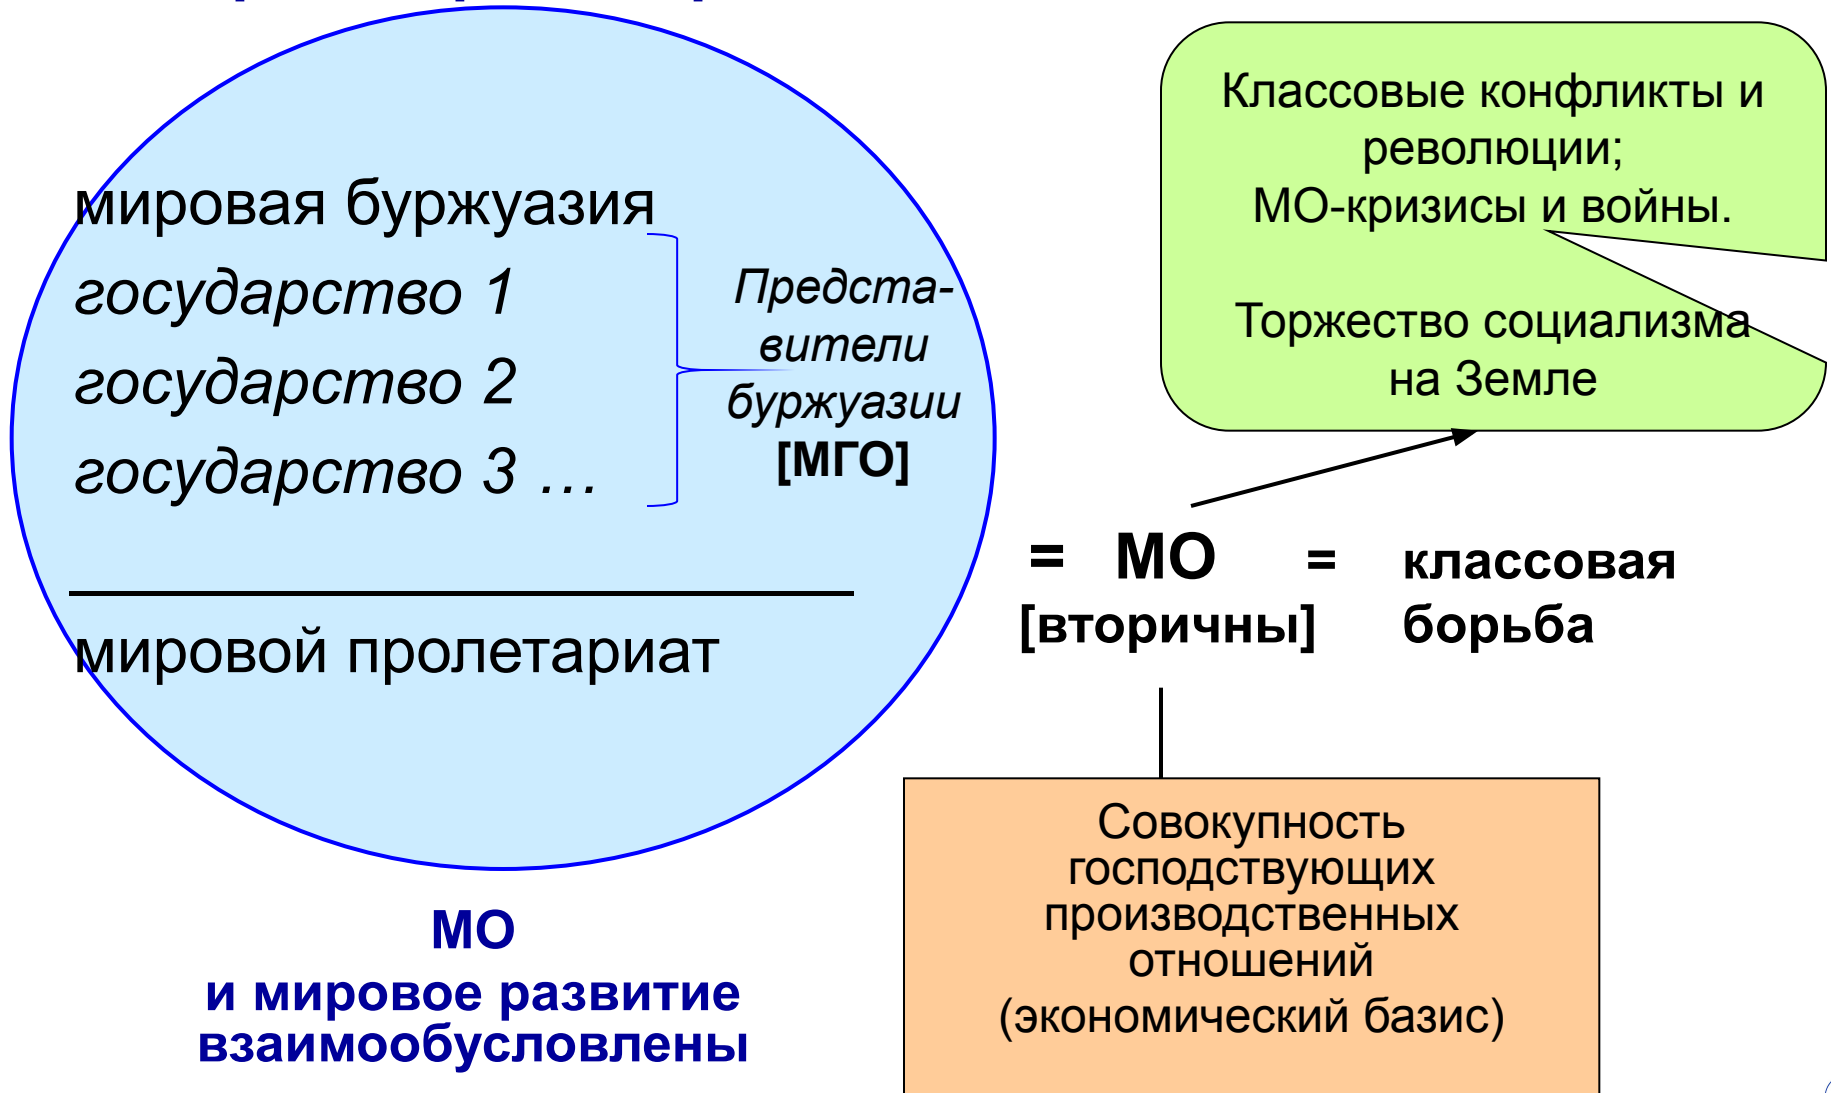 мировая буржуазия
государство 1
государство 2
государство 3 …
Предста-
вители
буржуазии
[МГО]
мировой пролетариат
Классовые конфликты и
революции;
МО-кризисы и войны.
Торжество социализма
на Земле
= МО = классовая
[вторичны] борьба
Совокупность
господствующих
производственных
отношений
(экономический базис)
МО
и мировое развитие
взаимообусловлены